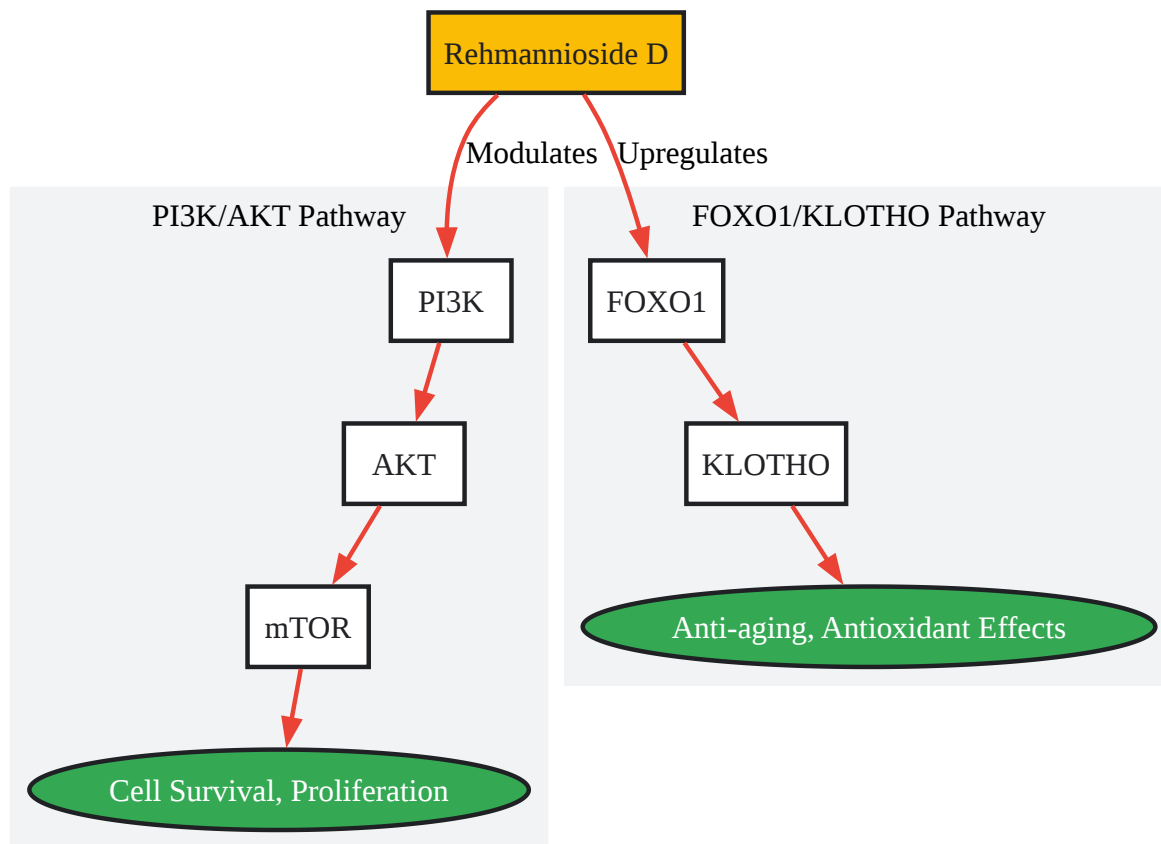 Rehmannioside D
Modulates
Upregulates
PI3K/AKT Pathway
FOXO1/KLOTHO Pathway
PI3K
FOXO1
AKT
KLOTHO
mTOR
Anti-aging, Antioxidant Effects
Cell Survival, Proliferation